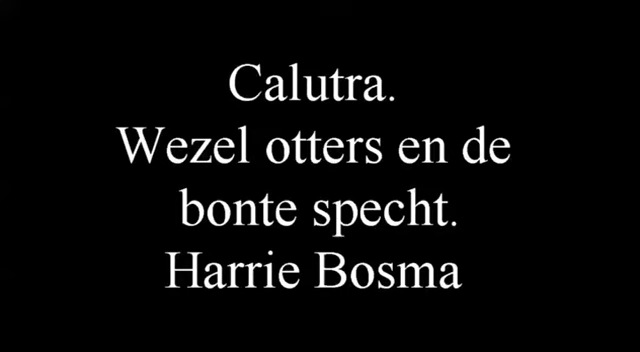 Calutra.
Wezel otters en de
bonte specht.
Harrie Bosma